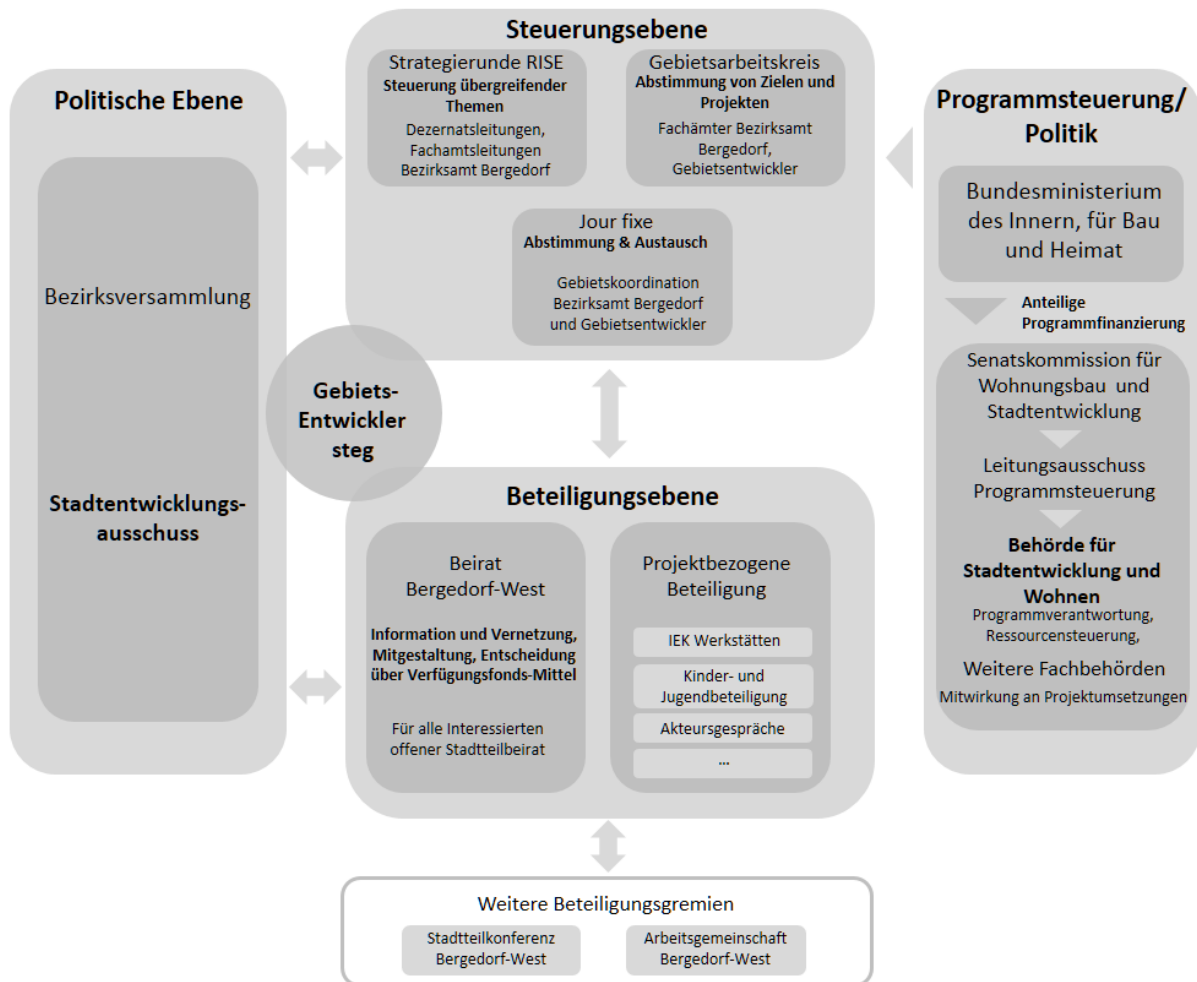 Politische Ebene
Bezirksversammlung
Stadtentwicklungs-
ausschuss
Gebiets-
Entwickler
steg
Steuerungsebene
Strategierunde RISE
Steuerung übergreifender
Themen
Dezernatsleitungen,
Fachamtsleitungen
Bezirksamt Bergedorf
Gebietsarbeitskreis
Abstimmung von Zielen und
Projekten
Fachämter Bezirksamt
Bergedorf,
Gebietsentwickler
Jour fixe
Abstimmung & Austausch
Gebietskoordination
Bezirksamt Bergedorf
und Gebietsentwickler
Beteiligungsebene
Beirat
Bergedorf-West
Information und Vernetzung,
Mitgestaltung, Entscheidung
über Verfügungsfonds-Mittel
Für alle Interessierten
offener Stadtteilbeirat
Projektbezogene
Beteiligung
IEK Werkstätten
Kinder- und
Jugendbeteiligung
Akteursgespräche
...
Weitere Beteiligungsgremien
Stadtteilkonferenz
Bergedorf-West
Arbeitsgemeinschaft
Bergedorf-West
Programmsteuerung/
Politik
Bundesministerium
des Innern, für Bau
und Heimat
Anteilige
Programmfinanzierung
Senatskommission für
Wohnungsbau und
Stadtentwicklung
Leitungsausschuss
Programmsteuerung
Behörde für
Stadtentwicklung und
Wohnen
Programmverantwortung,
Ressourcensteuerung,
Weitere Fachbehörden
Mitwirkung an Projektumsetzungen